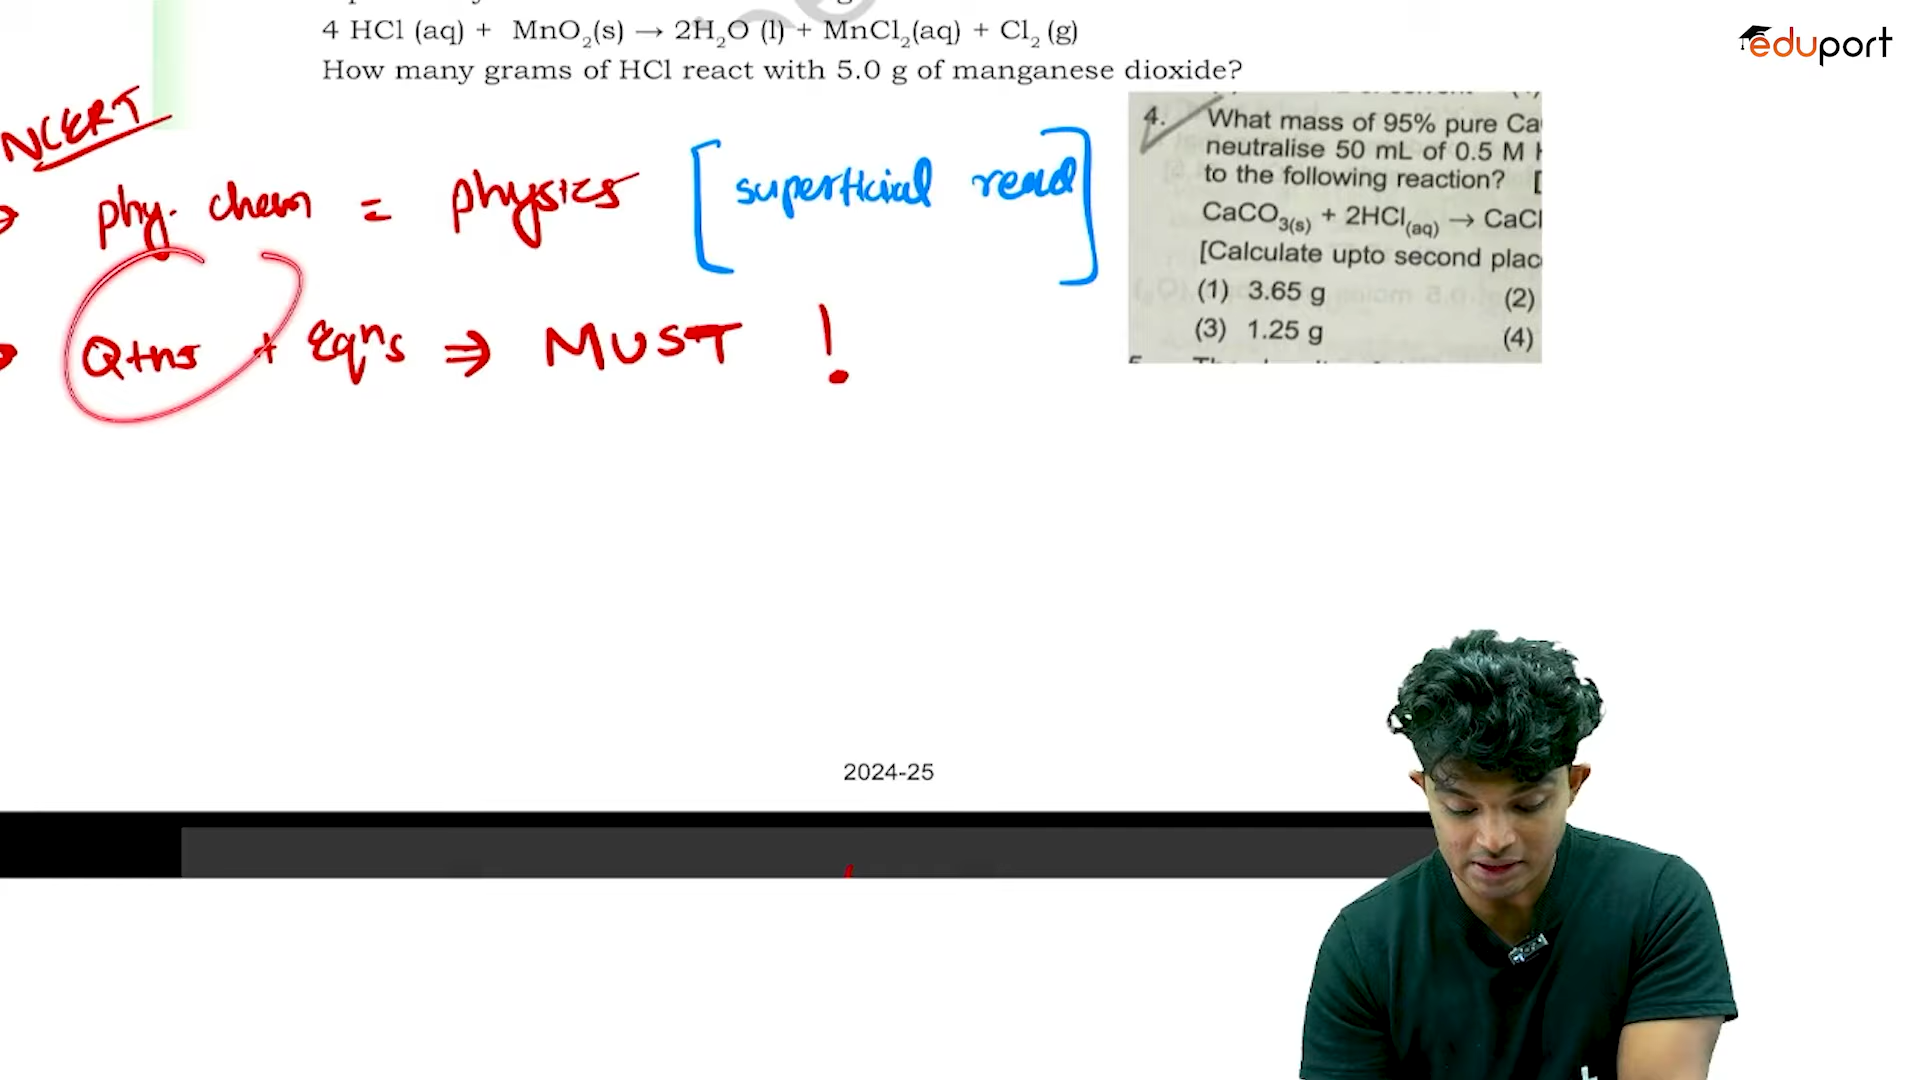 4 HCl (aq) + MnO₂(s) → 2H₂O (l) + MnCl₂(aq) + Cl₂ (g)
How many grams of HCl react with 5.0 g of manganese dioxide?
eduport
NCERT
phy. chem = physics [superficial read]
Qtns + Eqⁿs ⇒ MUST !
4. What mass of 95% pure Ca
neutralise 50 mL of 0.5 M H
to the following reaction? [
CaCO₃(s) + 2HCl(aq) → CaCl
[Calculate upto second plac
(1) 3.65 g (2)
(3) 1.25 g (4)
2024-25